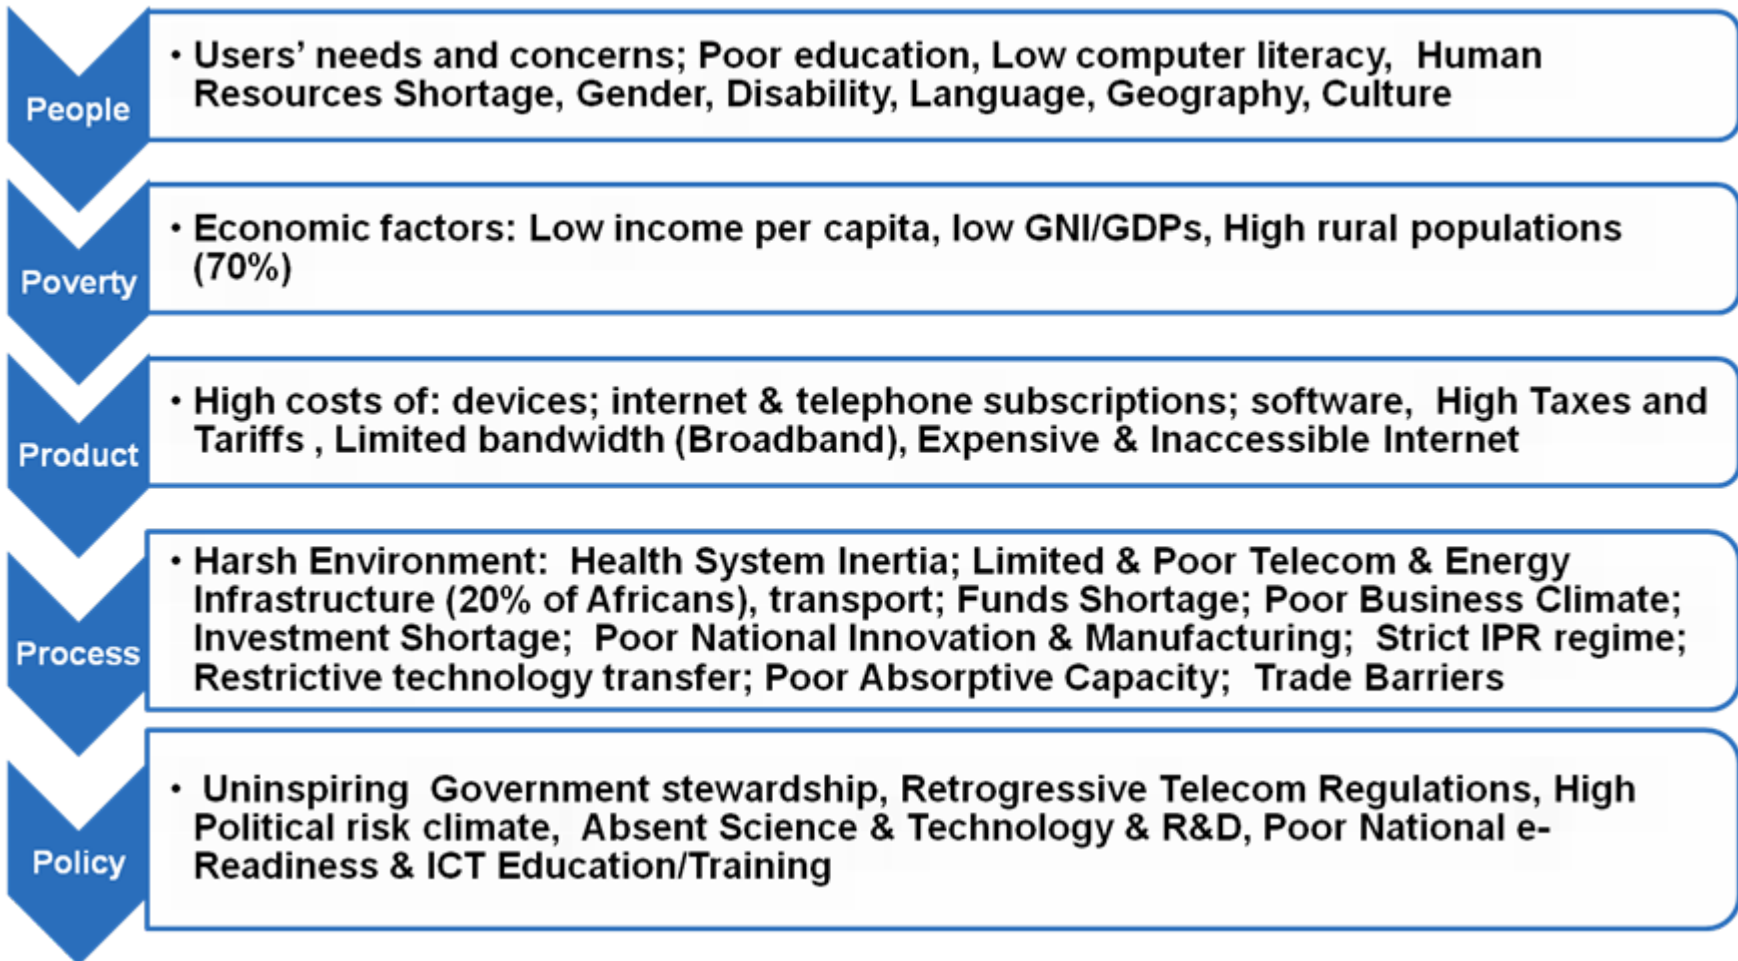 People
• Users’ needs and concerns; Poor education, Low computer literacy,  Human
Resources Shortage, Gender, Disability, Language, Geography, Culture
Poverty
• Economic factors: Low income per capita, low GNI/GDPs, High rural populations
(70%)
Product
• High costs of: devices; internet & telephone subscriptions; software,  High Taxes and
Tariffs , Limited bandwidth (Broadband), Expensive & Inaccessible Internet
Process
• Harsh Environment:  Health System Inertia; Limited & Poor Telecom & Energy
Infrastructure (20% of Africans), transport; Funds Shortage; Poor Business Climate;
Investment Shortage;  Poor National Innovation & Manufacturing;  Strict IPR regime;
Restrictive technology transfer; Poor Absorptive Capacity;  Trade Barriers
Policy
•  Uninspiring  Government stewardship, Retrogressive Telecom Regulations, High
Political risk climate,  Absent Science & Technology & R&D, Poor National e-
Readiness & ICT Education/Training